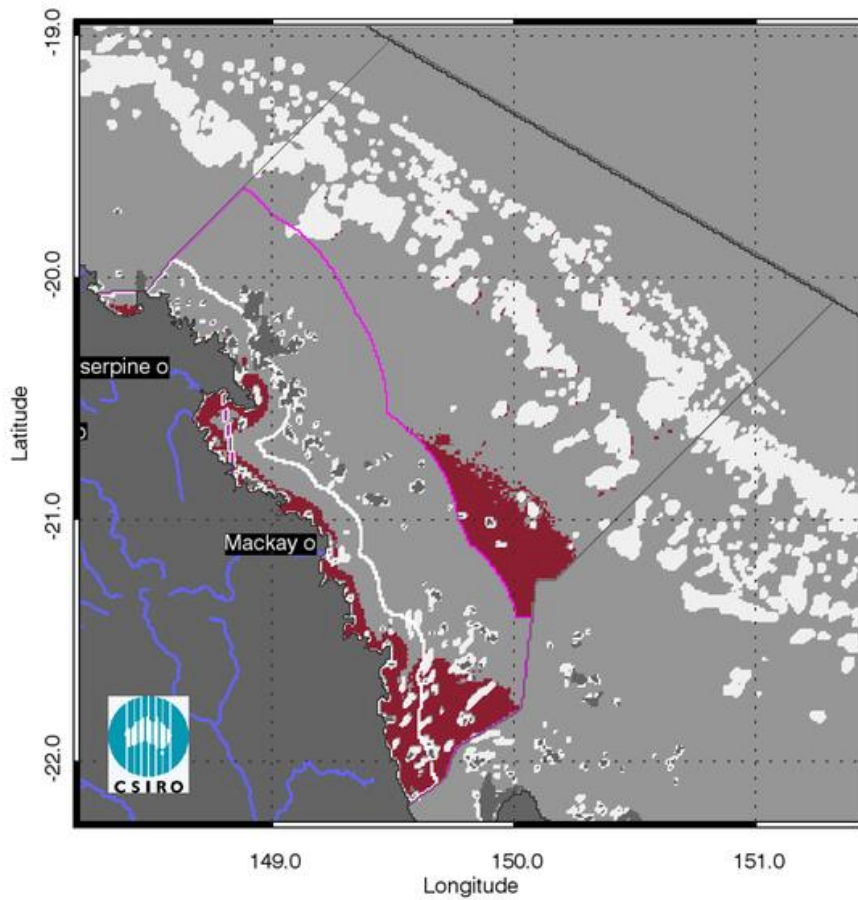 -19.0
-20.0
serpine o
o
Latitude
-21.0
Mackay o
-22.0
CSIRO
149.0 150.0 151.0
Longitude